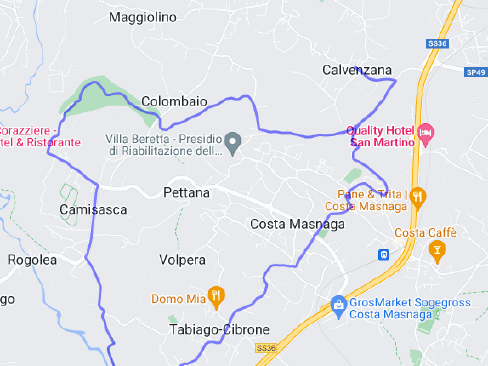 Maggiolino
SS36
Calvenzana
SP49
Colombaio
Corazziere -
tel & Ristorante
Villa Beretta - Presidio
di Riabilitazione dell...
Quality Hotel
San Martino
Pettana
Pane & Trita |
Costa Masnaga
Camisasca
Costa Masnaga
Costa Caffè
Rogolea
Volpera
go
Domo Mia
GrosMarket Sogegross
Costa Masnaga
Tabiago-Cibrone
SS36